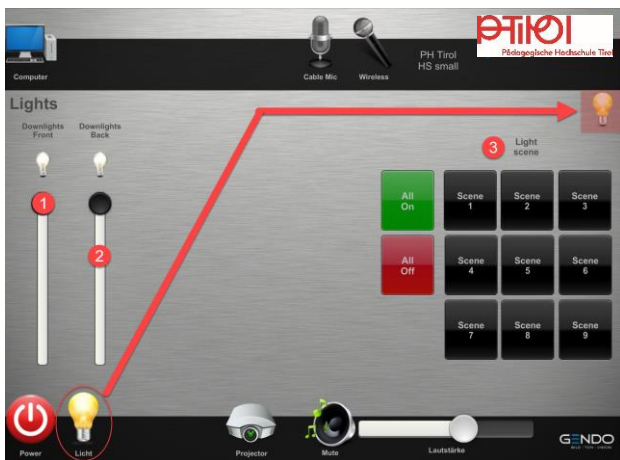 PTIROL
Pädagogische Hochschule Tirol
Computer
Cable Mic
Wireless
PH Tirol
HS small
Lights
Downlights
Front
Downlights
Back
3
Light
scene
1
2
All
On
Scene
1
Scene
2
Scene
3
All
Off
Scene
4
Scene
5
Scene
6
Scene
7
Scene
8
Scene
9
Power
Licht
Projector
Mute
Lautstärke
GENDO